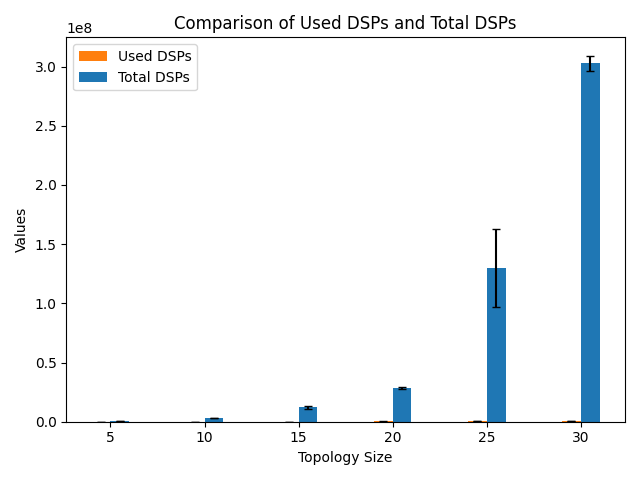 Comparison of Used DSPs and Total DSPs
1e8
Used DSPs
Total DSPs
3.0
2.5
2.0
1.5
1.0
0.5
0.0
Values
5 10 15 20 25 30
Topology Size